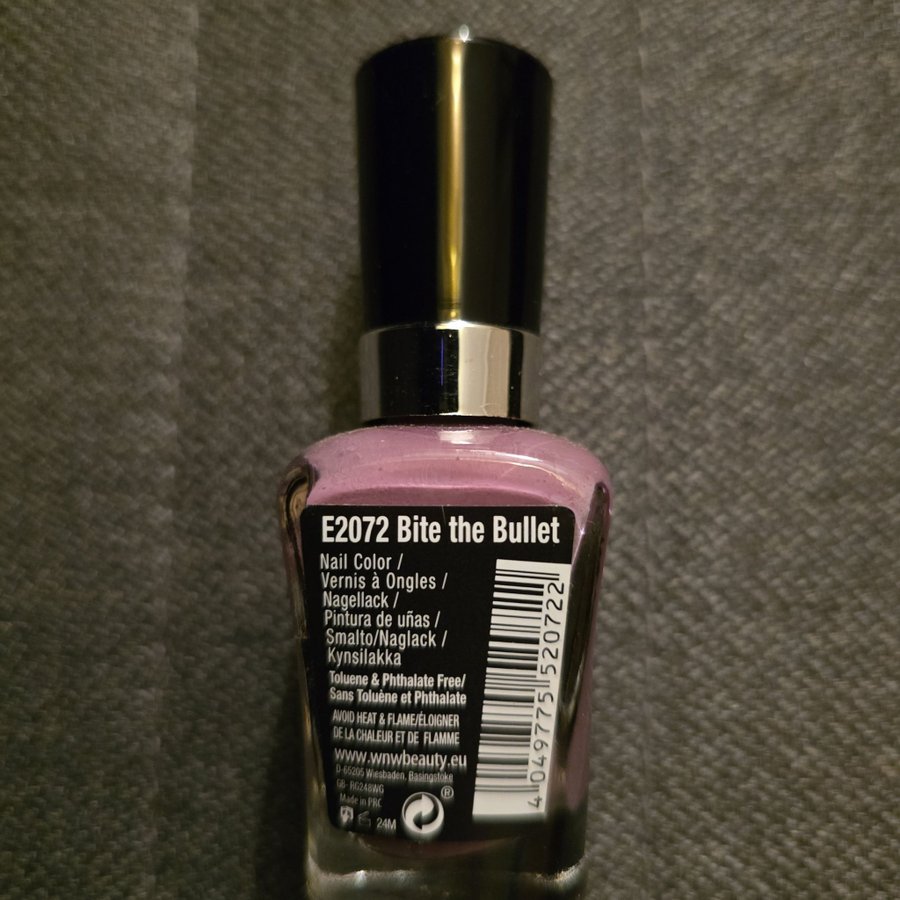 E2072 Bite the Bullet
Nail Color /
Vernis à Ongles /
Nagellack /
Pintura de uñas /
Smalto/Naglack /
Kynsilakka
Toluene & Phthalate Free/
Sans Toluène et Phthalate
AVOID HEAT & FLAME/ÉLOIGNER
DE LA CHALEUR ET DE FLAMME
www.wnwbeauty.eu
D-65205 Wiesbaden, Basingstoke
GB- RG248WG
Made in PRC
24M
®
4 049775 520722